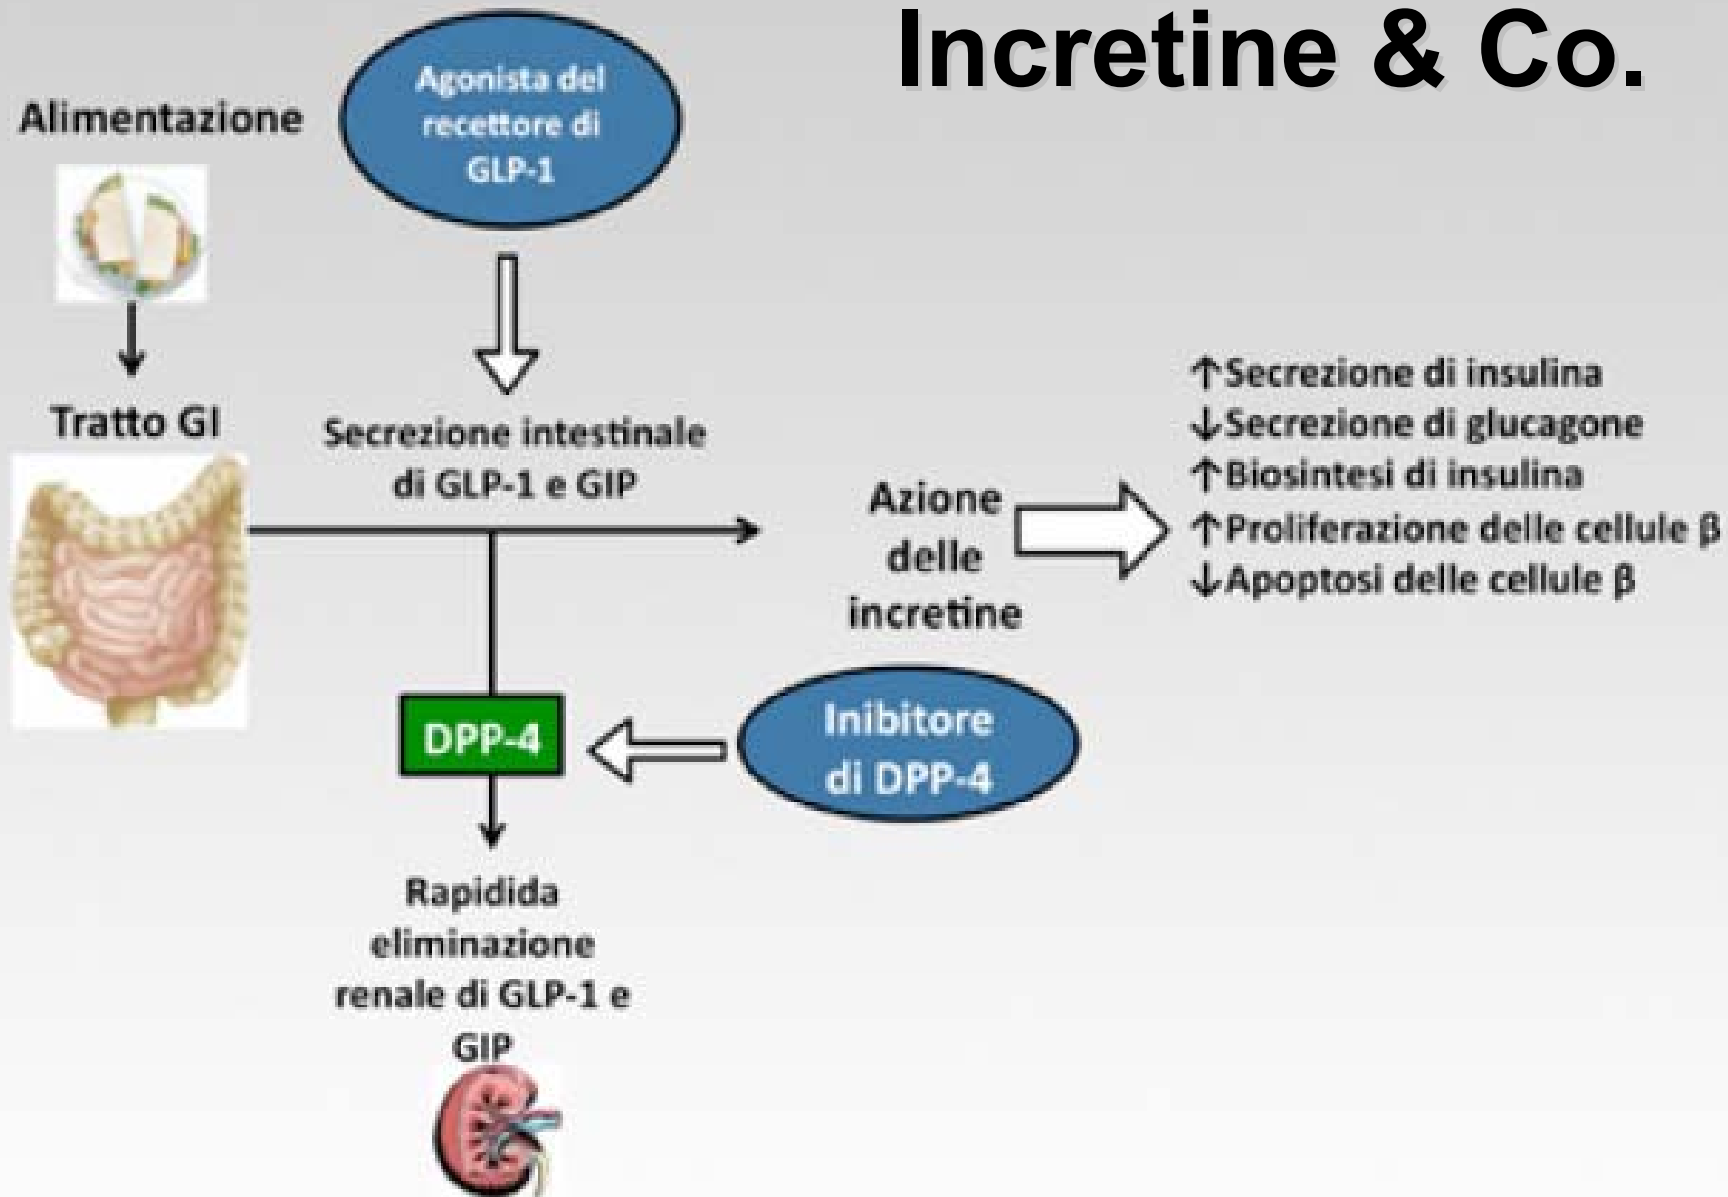 Incretine & Co.
Alimentazione
Agonista del
recettore di
GLP-1
Tratto GI
Secrezione intestinale
di GLP-1 e GIP
Azione
delle
incretine
↑Secrezione di insulina
↓Secrezione di glucagone
↑Biosintesi di insulina
↑Proliferazione delle cellule β
↓Apoptosi delle cellule β
DPP-4
Inibitore
di DPP-4
Rapidida
eliminazione
renale di GLP-1 e
GIP